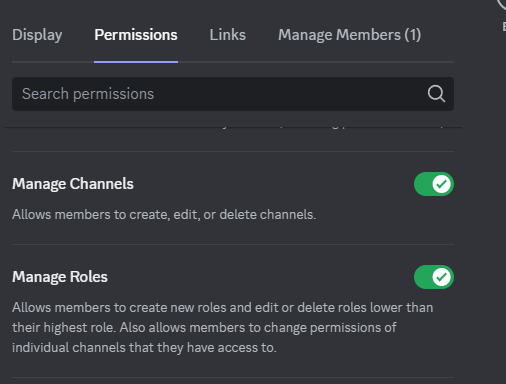 Display Permissions Links Manage Members (1)
Search permissions
Manage Channels
Allows members to create, edit, or delete channels.
Manage Roles
Allows members to create new roles and edit or delete roles lower than
their highest role. Also allows members to change permissions of
individual channels that they have access to.